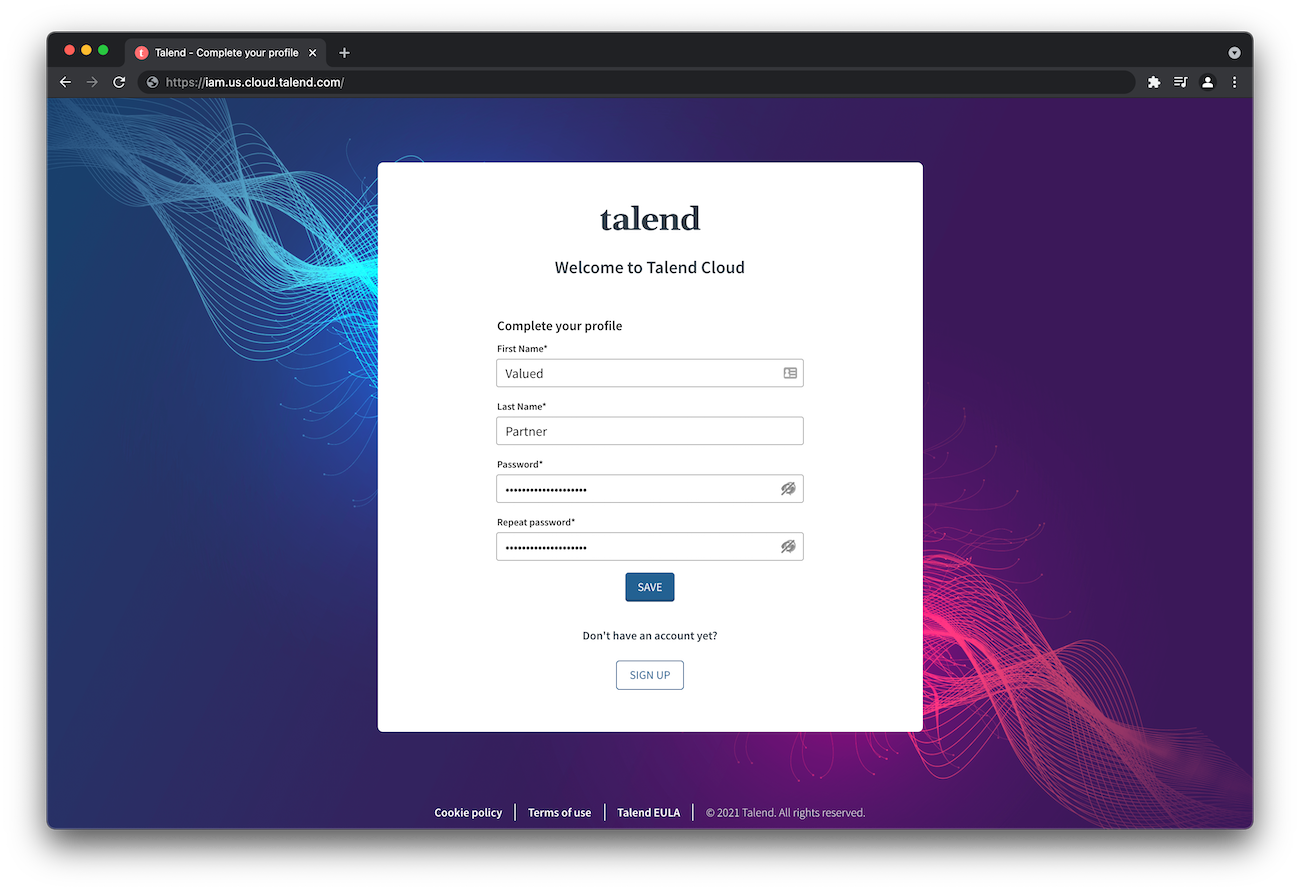 Talend - Complete your profile
https://iam.us.cloud.talend.com/
talend
Welcome to Talend Cloud
Complete your profile
First Name*
Valued
Last Name*
Partner
Password*
••••••••••••••••••••
Repeat password*
••••••••••••••••••••
SAVE
Don't have an account yet?
SIGN UP
Cookie policy | Terms of use | Talend EULA | © 2021 Talend. All rights reserved.